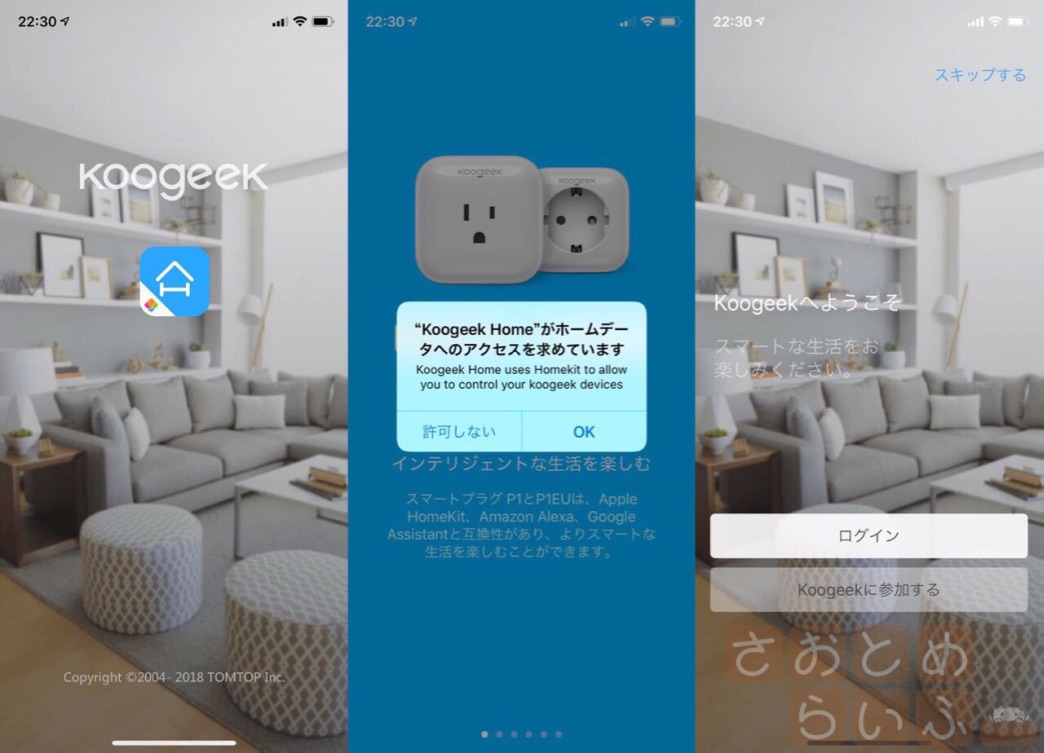 22:30
koogeek
Copyright ©2004- 2018 TOMTOP Inc.
22:30
koogeek
koogeek
“Koogeek Home”がホームデー
タへのアクセスを求めています
Koogeek Home uses Homekit to allow
you to control your koogeek devices
許可しない
OK
インテリジェントな生活を楽しむ
スマートプラグ P1とP1EUは、Apple
HomeKit、Amazon Alexa、Google
Assistantと互換性があり、よりスマートな
生活を楽しむことができます。
22:30
スキップする
Koogeekへようこそ
スマートな生活をお
楽しみください。
ログイン
Koogeekに参加する
さおとめ
らいふ